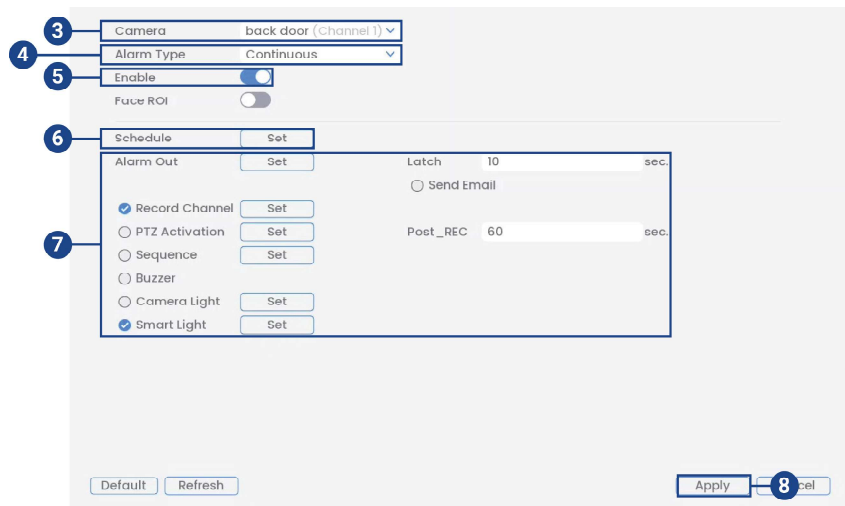 3 Camera back door (Channel 1)
4 Alarm Type Continuous
5 Enable
Face ROI
6 Schedule Set
Alarm Out Set Latch 10 sec.
Send Email
Record Channel Set
PTZ Activation Set Post_REC 60 sec.
7 Sequence Set
Buzzer
Camera Light Set
Smart Light Set
Default Refresh Apply 8 cel